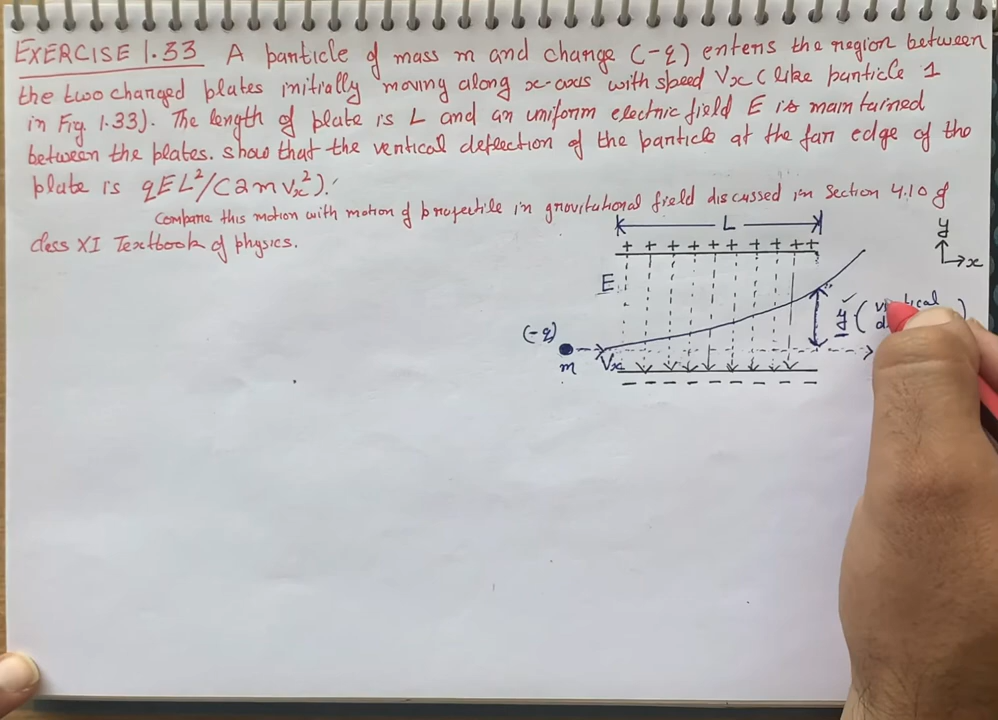 EXERCISE 1.33 A particle of mass m and charge (-q) enters the region between
the two charged plates initially moving along x-axis with speed Vx (like particle 1
in Fig 1.33). The length of plate is L and an uniform electric field E is maintained
between the plates. show that the vertical deflection of the particle at the far edge of the
plate is qEL²/(2mVx²).
Compare this motion with motion of projectile in gravitational field discussed in Section 4.10 of
class XI Textbook of physics.
L
y
x
+ + + + + + + + + +
E
(-q)
m
Vx
y (vertical
- - - - - - - - -